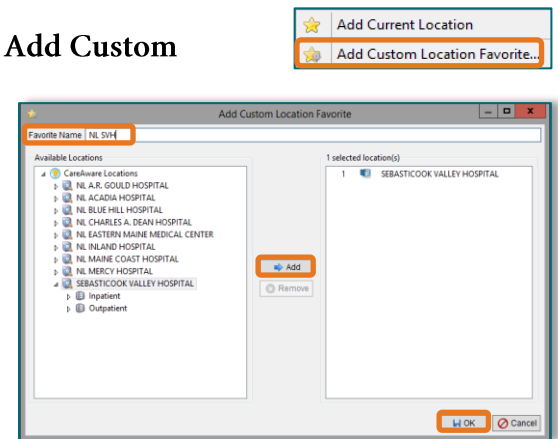 Add Current Location
Add Custom
Add Custom Location Favorite...
Add Custom Location Favorite
Favorite Name NL SVH
Available Locations
1 selected location(s)
CareAware Locations
1 SEBASTICOOK VALLEY HOSPITAL
NL A.R. GOULD HOSPITAL
NL ACADIA HOSPITAL
NL BLUE HILL HOSPITAL
NL CHARLES A. DEAN HOSPITAL
NL EASTERN MAINE MEDICAL CENTER
NL INLAND HOSPITAL
NL MAINE COAST HOSPITAL
NL MERCY HOSPITAL
SEBASTICOOK VALLEY HOSPITAL
Inpatient
Outpatient
Add
Remove
OK Cancel